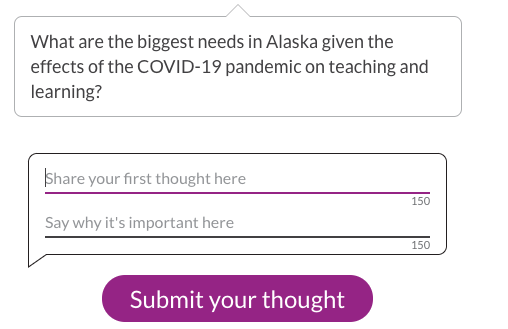 What are the biggest needs in Alaska given the
effects of the COVID-19 pandemic on teaching and
learning?
Share your first thought here
150
Say why it's important here
150
Submit your thought